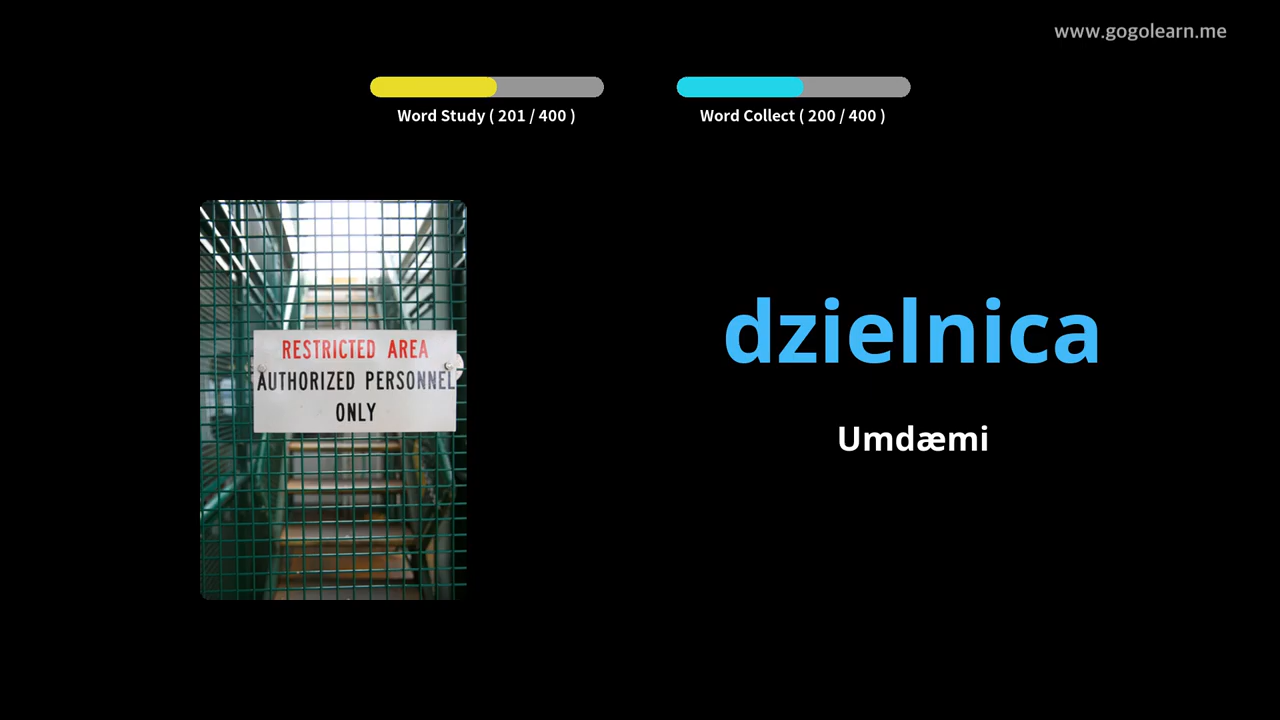 www.gogolearn.me
Word Study ( 201 / 400 )
Word Collect ( 200 / 400 )
RESTRICTED AREA
AUTHORIZED PERSONNEL
ONLY
dzielnica
Umdæmi